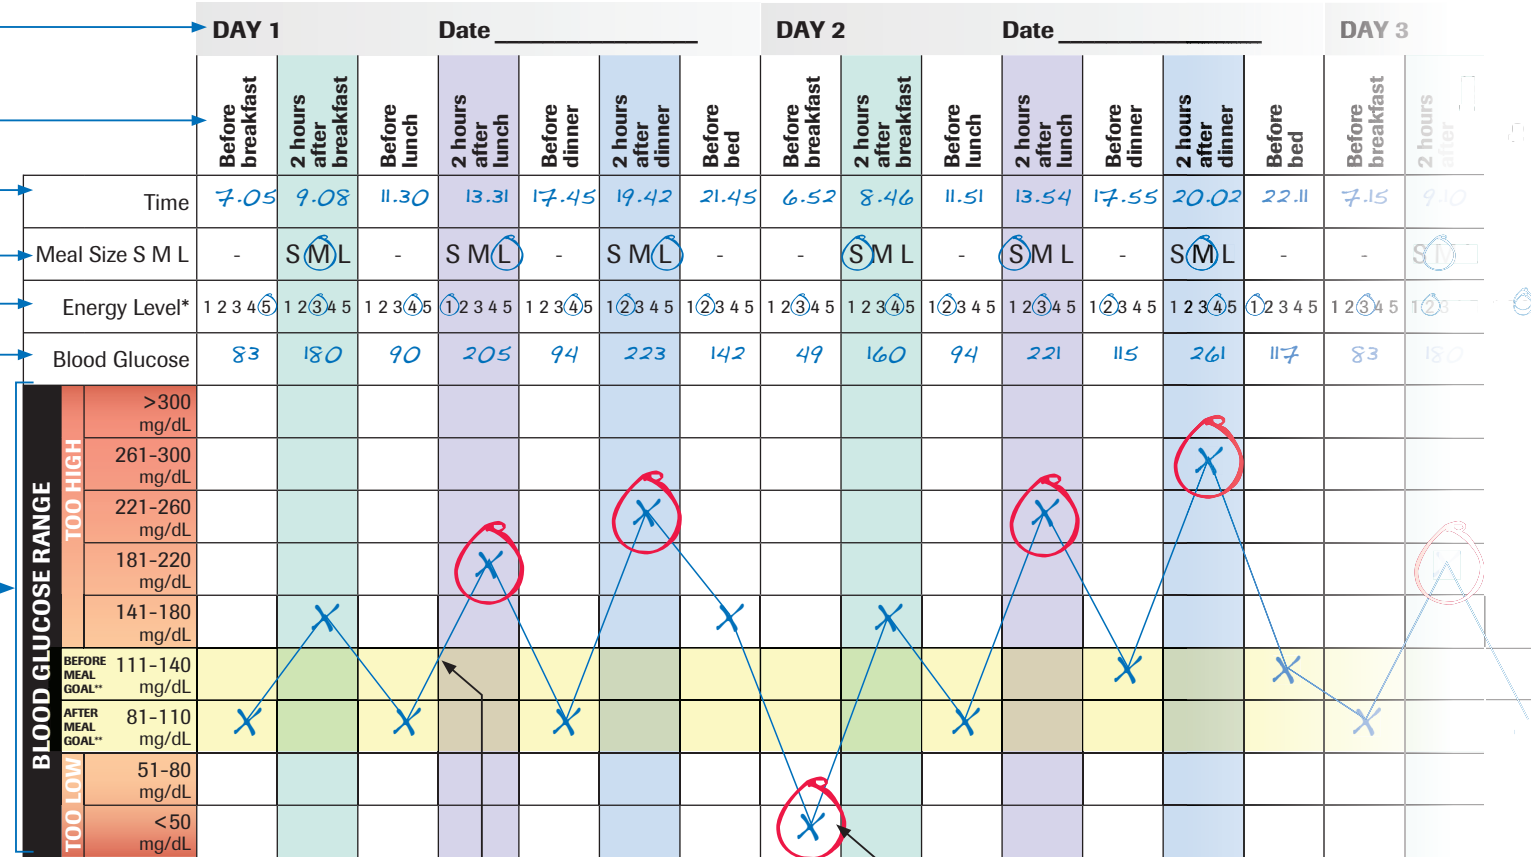 DAY 1 Date DAY 2 Date DAY 3
Before breakfast 2 hours after breakfast Before lunch 2 hours after lunch Before dinner 2 hours after dinner Before bed Before breakfast 2 hours after breakfast Before lunch 2 hours after lunch Before dinner 2 hours after dinner Before bed Before breakfast 2 hours after
Time 7.05 9.08 11.30 13.31 17.45 19.42 21.45 6.52 8.46 11.51 13.54 17.55 20.02 22.11 7.15 9.10
Meal Size S M L - S M L - S M L - S M L - - S M L - S M L - S M L - - S M
Energy Level* 1 2 3 4 5 1 2 3 4 5 1 2 3 4 5 1 2 3 4 5 1 2 3 4 5 1 2 3 4 5 1 2 3 4 5 1 2 3 4 5 1 2 3 4 5 1 2 3 4 5 1 2 3 4 5 1 2 3 4 5 1 2 3 4 5 1 2 3 4 5 1 2 3 4 5 1 2 3
Blood Glucose 83 180 90 205 94 223 142 49 160 94 221 115 261 117 83 180
BLOOD GLUCOSE RANGE
TOO HIGH
>300
mg/dL
261-300
mg/dL
221-260
mg/dL
181-220
mg/dL
141-180
mg/dL
BEFORE MEAL GOAL** 111-140
mg/dL
AFTER MEAL GOAL** 81-110
mg/dL
TOO LOW
51-80
mg/dL
<50
mg/dL